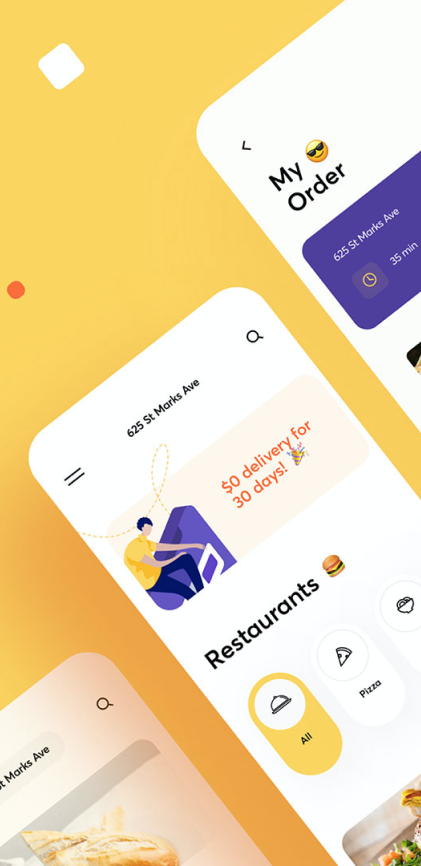 My 😎
Order
625 St Marks Ave
35 min
625 St Marks Ave
$0 delivery for
30 days! 🎉
Restaurants 🍔
All
Pizza
St Marks Ave